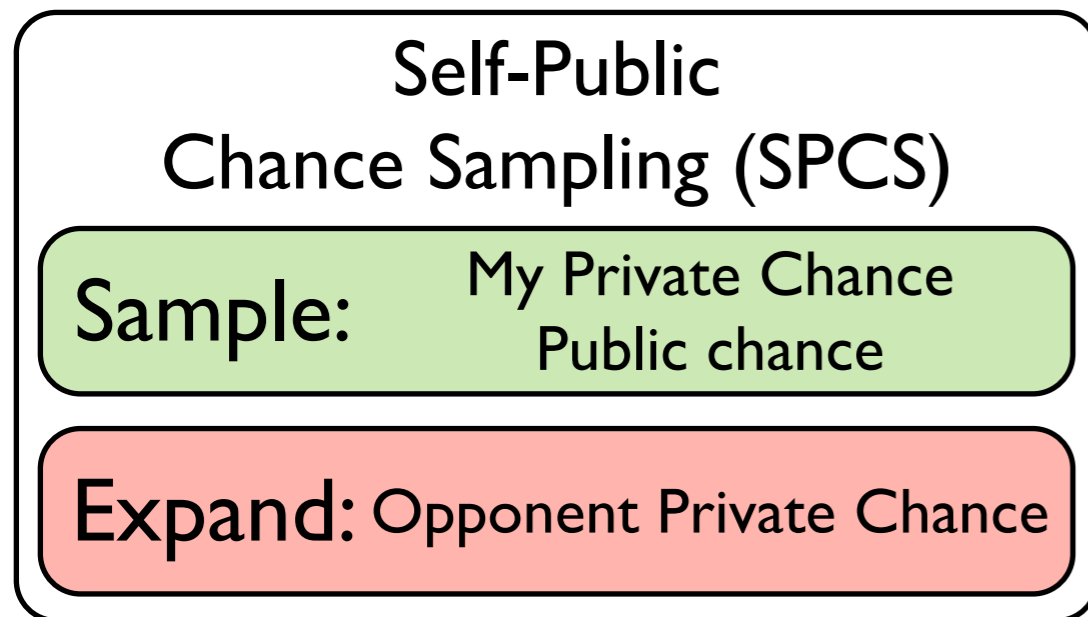 Self-Public
Chance Sampling (SPCS)
Sample: My Private Chance
Public chance
Expand: Opponent Private Chance